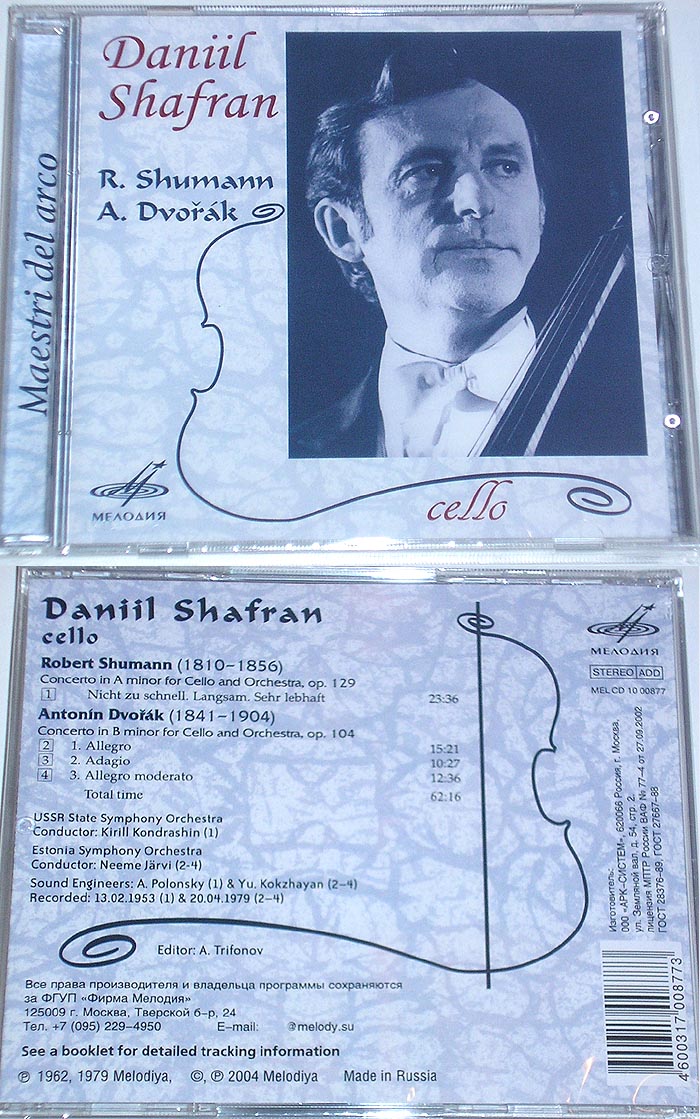 Maestri del arco
Daniil
Shafran
R. Shumann
A. Dvořák
МЕЛОДИЯ
cello
Daniil Shafran
cello
Robert Shumann (1810–1856)
Concerto in A minor for Cello and Orchestra, op. 129
1 Nicht zu schnell. Langsam. Sehr lebhaft 23:36
Antonín Dvořák (1841–1904)
Concerto in B minor for Cello and Orchestra, op. 104
2 1. Allegro 15:21
3 2. Adagio 10:27
4 3. Allegro moderato 12:36
Total time 62:16
USSR State Symphony Orchestra
Conductor: Kirill Kondrashin (1)
Estonia Symphony Orchestra
Conductor: Neeme Järvi (2-4)
Sound Engineers: A. Polonsky (1) & Yu. Kokzhayan (2–4)
Recorded: 13.02.1953 (1) & 20.04.1979 (2–4)
Editor: A. Trifonov
Все права производителя и владельца программы сохраняются
за ФГУП «Фирма Мелодия»
125009 г. Москва, Тверской б-р, 24
Тел. +7 (095) 229-4950 E-mail: @melody.su
See a booklet for detailed tracking information
℗ 1962, 1979 Melodiya, ©, ℗ 2004 Melodiya Made in Russia
МЕЛОДИЯ
STEREO ADD
MEL CD 10 00877
Изготовитель:
ООО «АРК–СИСТЕМ», 620066 Россия, г. Москва,
ул. Земляной вал, д. 54, стр. 2.
лицензия МПТР России ВАФ № 77–4 от 27.09.2002
ГОСТ 28376–89, ГОСТ 27667–88
4 600317 008773